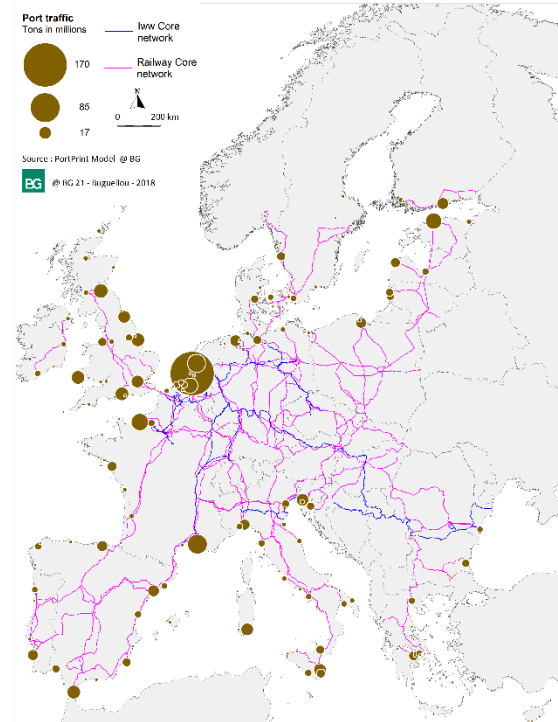 Port traffic
Tons in millions
170
85
17
Iww Core
network
Railway Core
network
N
0 200 km
Source : PortPrint Model @ BG
BG
@ BG 21 - Buguellou - 2018